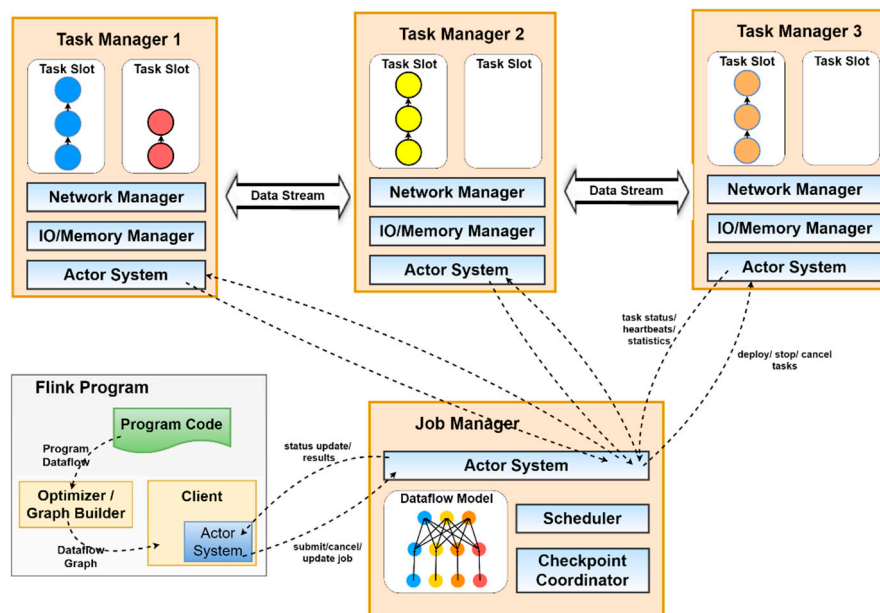 Task Manager 1
Task Slot
Task Slot
Network Manager
IO/Memory Manager
Actor System
Data Stream
Task Manager 2
Task Slot
Task Slot
Network Manager
IO/Memory Manager
Actor System
Data Stream
Task Manager 3
Task Slot
Task Slot
Network Manager
IO/Memory Manager
Actor System
task status/
heartbeats/
statistics
deploy/ stop/ cancel
tasks
Flink Program
Program Code
Program
Dataflow
Optimizer /
Graph Builder
Dataflow
Graph
Client
Actor
System
status update/
results
submit/cancel/
update job
Job Manager
Actor System
Dataflow Model
Scheduler
Checkpoint
Coordinator